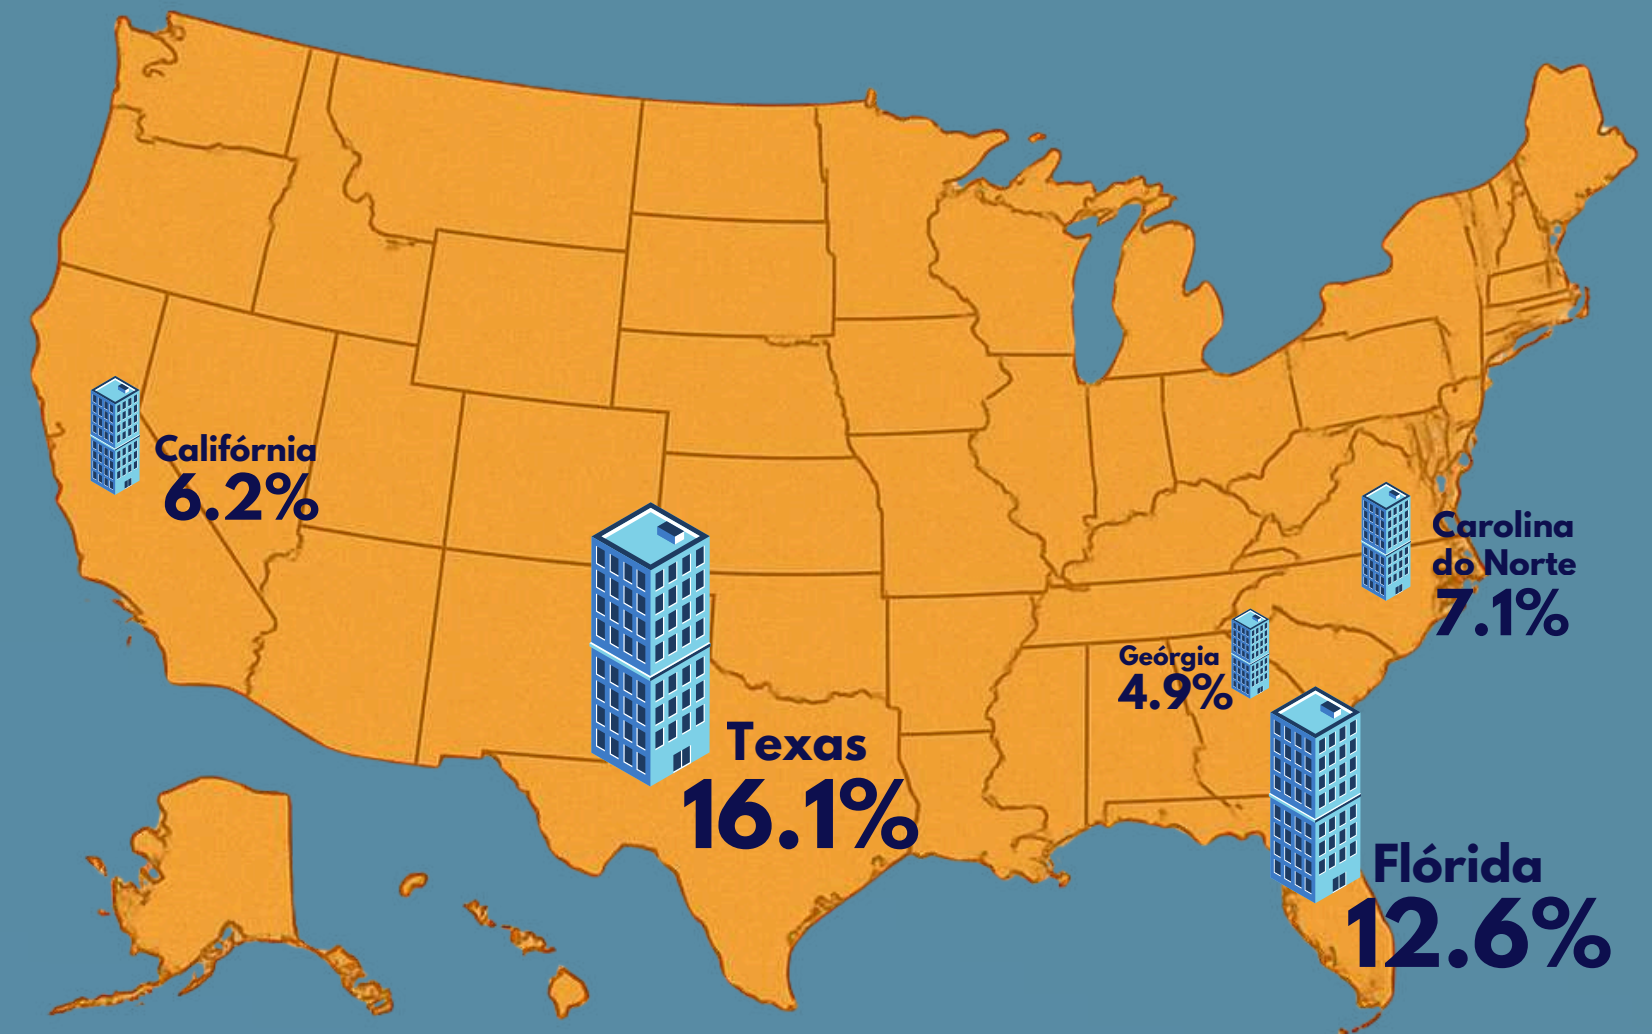 Califórnia
6.2%
Carolina
do Norte
7.1%
Geórgia
4.9%
Texas
16.1%
Flórida
12.6%